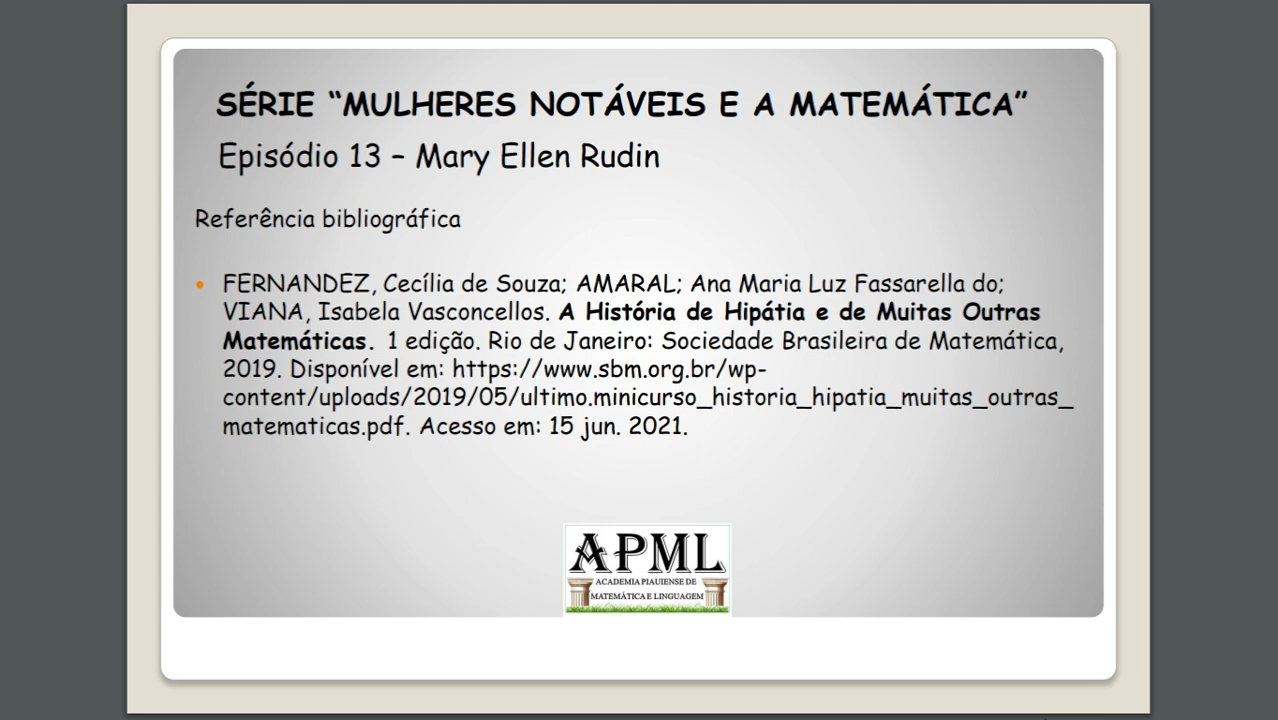 SÉRIE “MULHERES NOTÁVEIS E A MATEMÁTICA”
Episódio 13 – Mary Ellen Rudin
Referência bibliográfica
• FERNANDEZ, Cecília de Souza; AMARAL; Ana Maria Luz Fassarella do;
VIANA, Isabela Vasconcellos. A História de Hipátia e de Muitas Outras
Matemáticas. 1 edição. Rio de Janeiro: Sociedade Brasileira de Matemática,
2019. Disponível em: https://www.sbm.org.br/wp-
content/uploads/2019/05/ultimo.minicurso_historia_hipatia_muitas_outras_
matematicas.pdf. Acesso em: 15 jun. 2021.
APML
ACADEMIA PIAUIENSE DE
MATEMÁTICA E LINGUAGEM